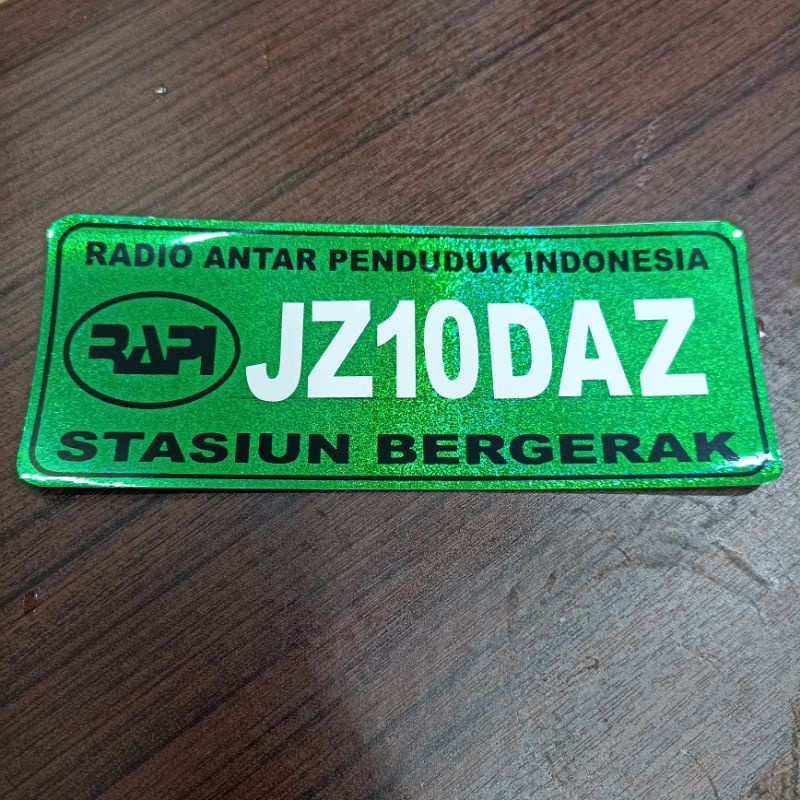 RADIO ANTAR PENDUDUK INDONESIA
RAPI
JZ10DAZ
STASIUN BERGERAK